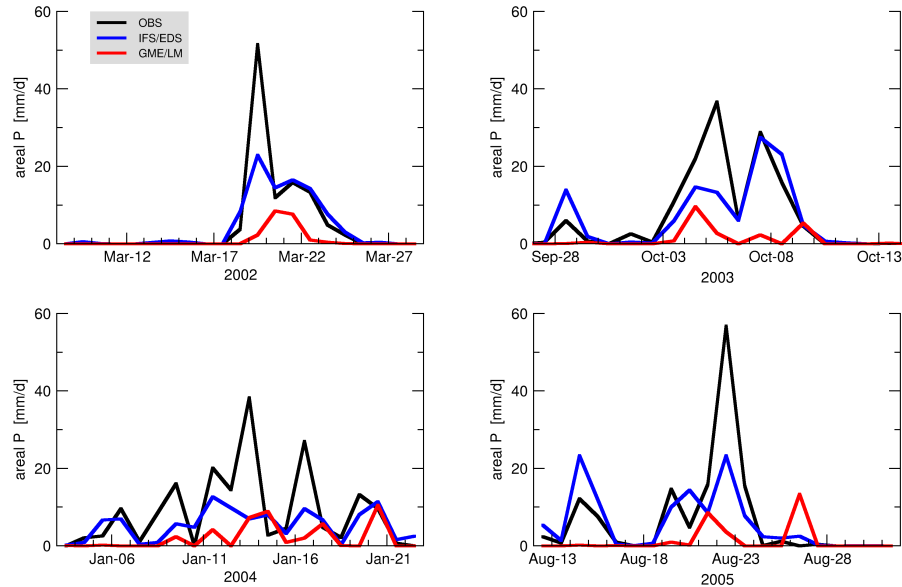 60
40
20
0
areal P [mm/d]
OBS
IFS/EDS
GME/LM
Mar-12 Mar-17 Mar-22 Mar-27
2002
60
40
20
0
areal P [mm/d]
Sep-28 Oct-03 Oct-08 Oct-13
2003
60
40
20
0
areal P [mm/d]
Jan-06 Jan-11 Jan-16 Jan-21
2004
60
40
20
0
areal P [mm/d]
Aug-13 Aug-18 Aug-23 Aug-28
2005